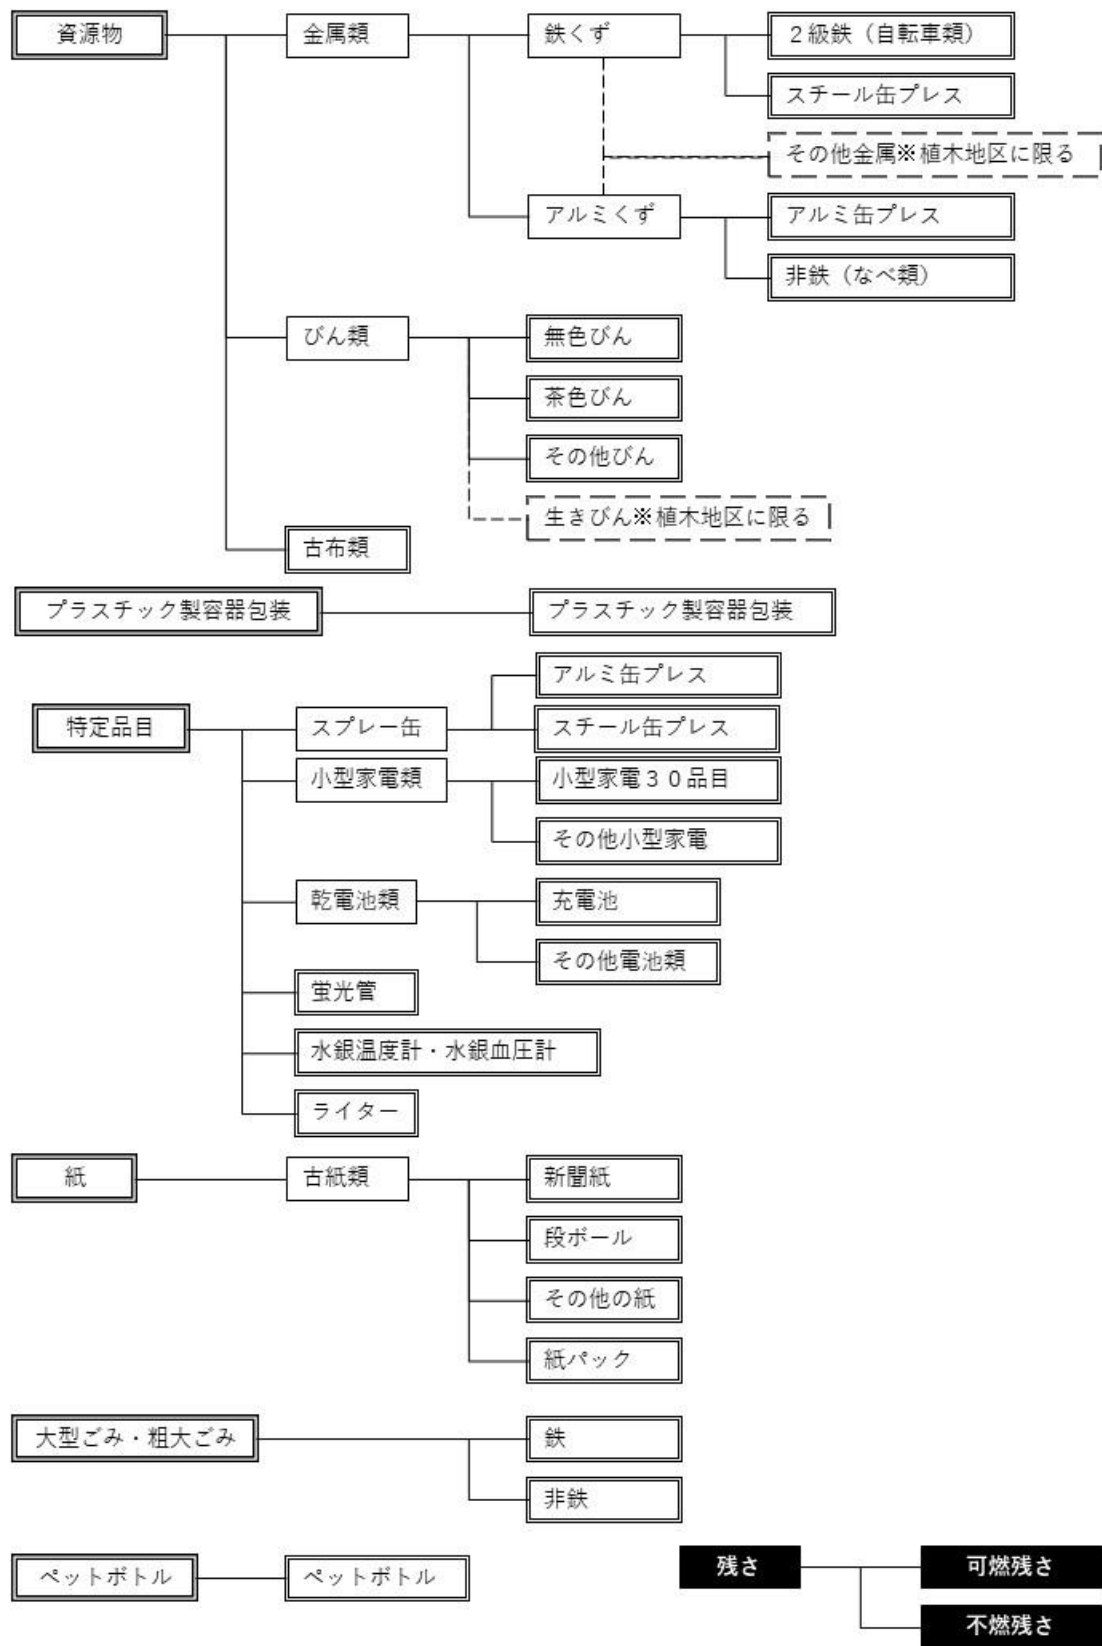 資源物
金属類
鉄くず
２級鉄（自転車類）
スチール缶プレス
その他金属※植木地区に限る
アルミくず
アルミ缶プレス
非鉄（なべ類）
びん類
無色びん
茶色びん
その他びん
生きびん※植木地区に限る
古布類
プラスチック製容器包装
プラスチック製容器包装
特定品目
スプレー缶
アルミ缶プレス
スチール缶プレス
小型家電類
小型家電３０品目
その他小型家電
乾電池類
充電池
その他電池類
蛍光管
水銀温度計・水銀血圧計
ライター
紙
古紙類
新聞紙
段ボール
その他の紙
紙パック
大型ごみ・粗大ごみ
鉄
非鉄
ペットボトル
ペットボトル
残さ
可燃残さ
不燃残さ